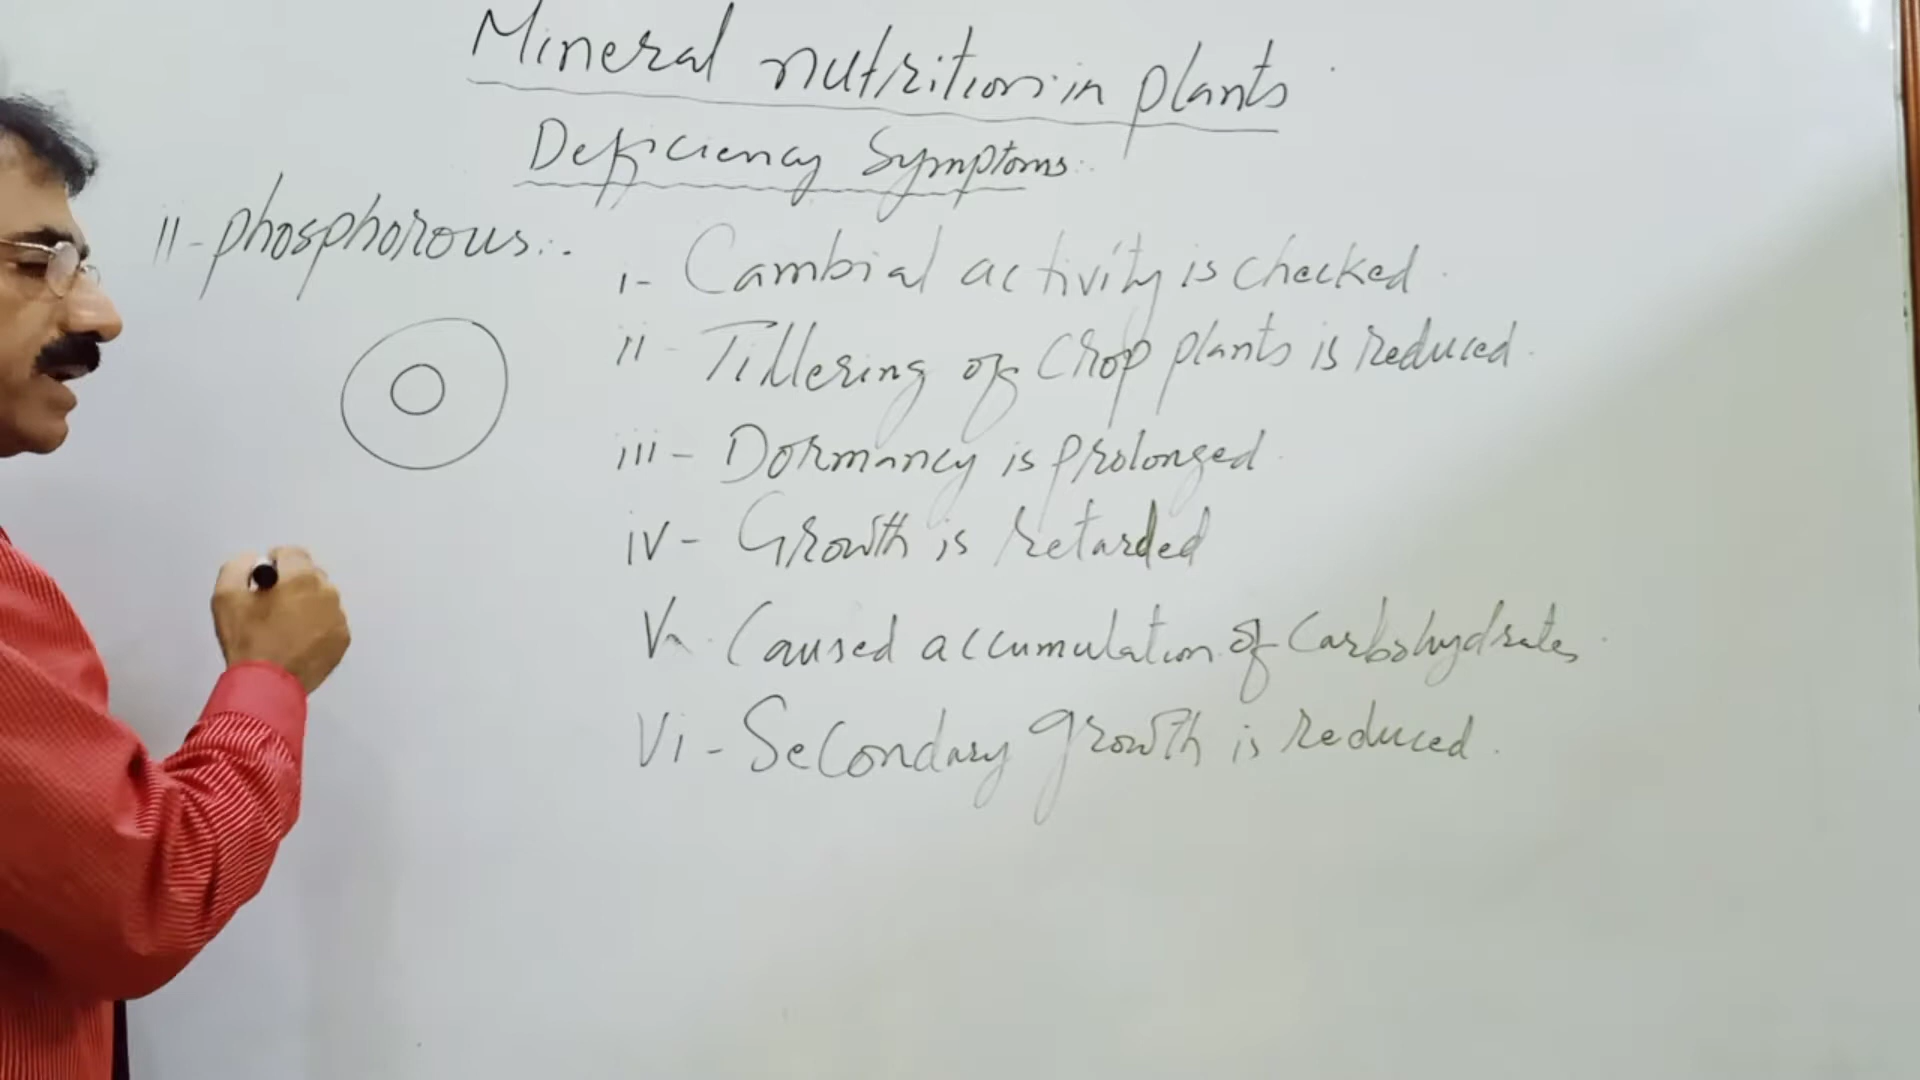 Mineral nutrition in plants
Deficiency Symptoms
II - phosphorous
i - Cambial activity is checked
ii - Tillering of crop plants is reduced
iii - Dormancy is prolonged
iv - Growth is retarded
V. Caused accumulation of Carbohydrates
Vi - Secondary growth is reduced